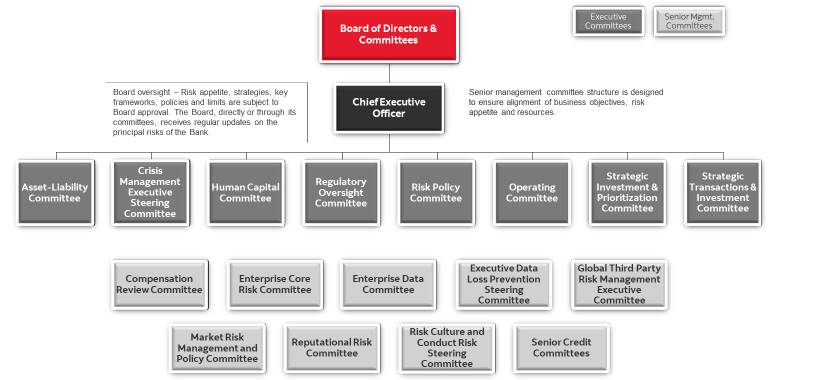 Board of Directors &
Committees
Executive
Committees
Senior Mgmt.
Committees
Board oversight – Risk appetite, strategies, key
frameworks, policies and limits are subject to
Board approval. The Board, directly or through its
committees, receives regular updates on the
principal risks of the Bank.
Chief Executive
Officer
Senior management committee structure is designed
to ensure alignment of business objectives, risk
appetite and resources.
Asset-Liability
Committee
Crisis
Management
Executive
Steering
Committee
Human Capital
Committee
Regulatory
Oversight
Committee
Risk Policy
Committee
Operating
Committee
Strategic
Investment &
Prioritization
Committee
Strategic
Transactions &
Investment
Committee
Compensation
Review Committee
Enterprise Core
Risk Committee
Enterprise Data
Committee
Executive Data
Loss Prevention
Steering
Committee
Global Third Party
Risk Management
Executive
Committee
Market Risk
Management and
Policy Committee
Reputational Risk
Committee
Risk Culture and
Conduct Risk
Steering
Committee
Senior Credit
Committees